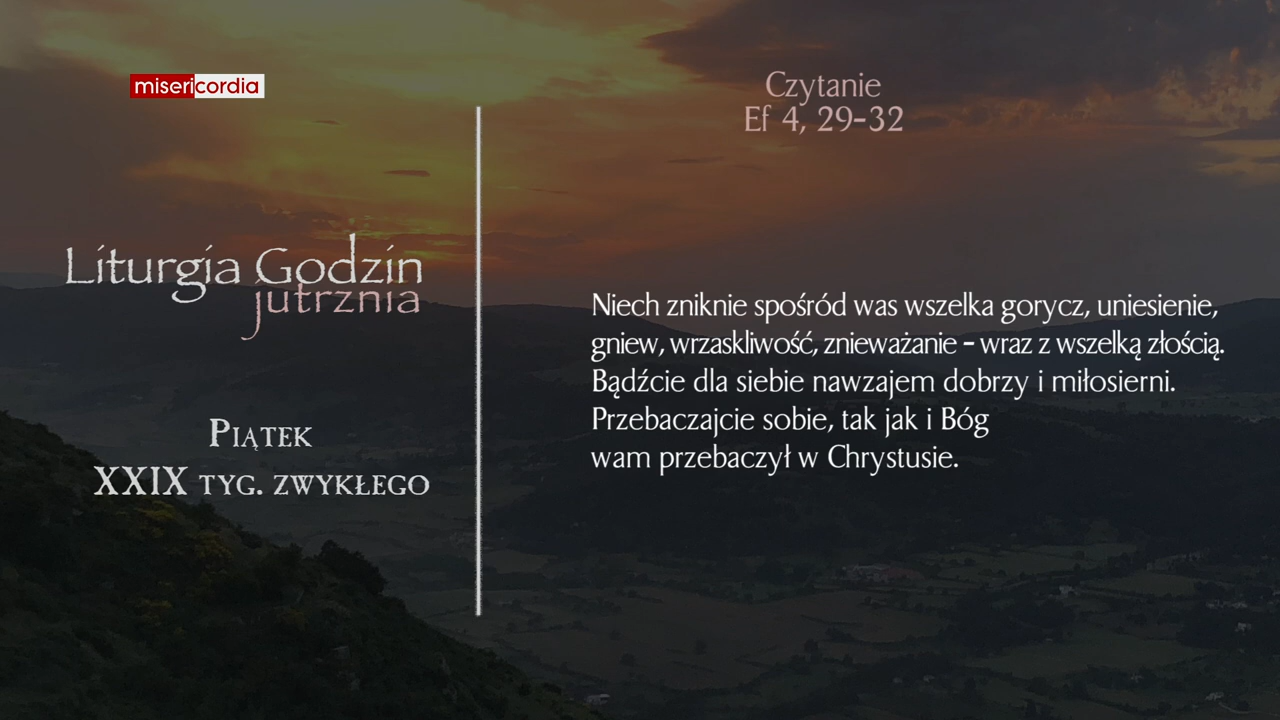 misericordia
Liturgia Godzin
jutrznia
Piątek
XXIX tyg. zwykłego
Czytanie
Ef 4, 29-32
Niech zniknie spośród was wszelka gorycz, uniesienie,
gniew, wrzaskliwość, znieważanie - wraz z wszelką złością.
Bądźcie dla siebie nawzajem dobrzy i miłosierni.
Przebaczajcie sobie, tak jak i Bóg
wam przebaczył w Chrystusie.